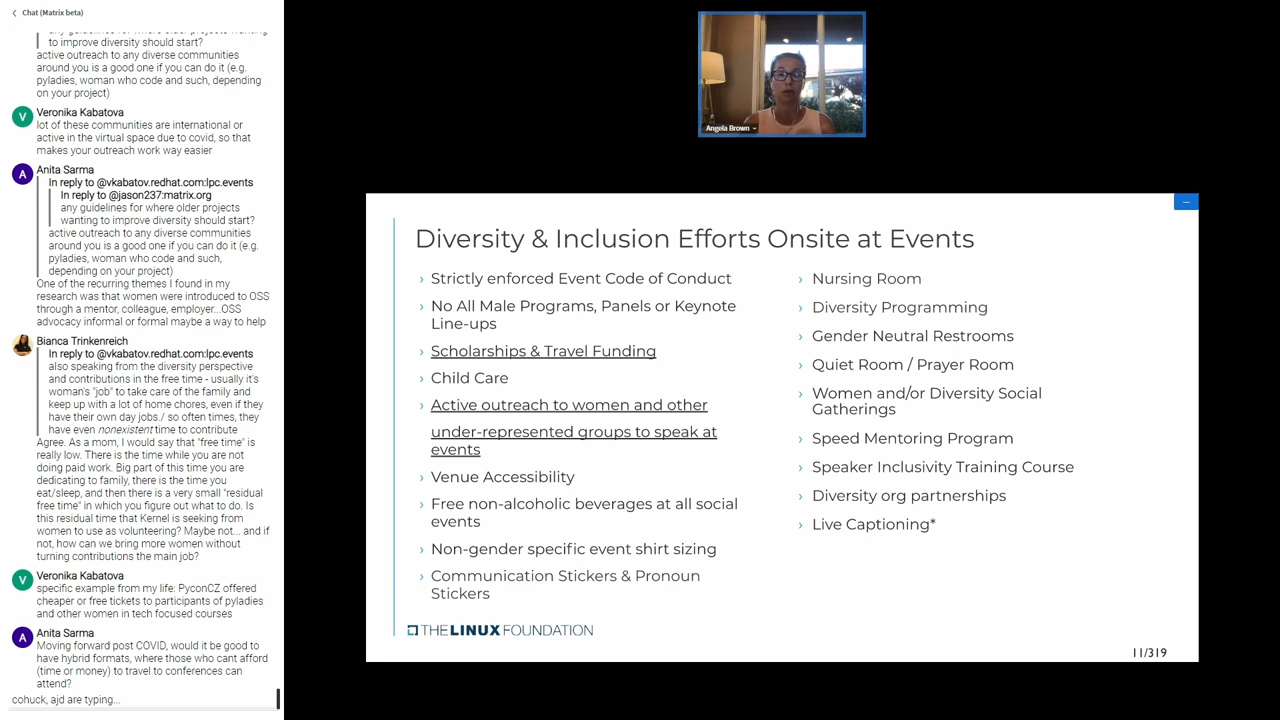 Chat (Matrix beta)
any guidelines for where older projects wanting
to improve diversity should start?
active outreach to any diverse communities
around you is a good one if you can do it (e.g.
pyladies, woman who code and such, depending
on your project)
V
Veronika Kabatova
lot of these communities are international or
active in the virtual space due to covid, so that
makes your outreach work way easier
A
Anita Sarma
In reply to @vkabatov.redhat.com:lpc.events
In reply to @jason237:matrix.org
any guidelines for where older projects
wanting to improve diversity should start?
active outreach to any diverse communities
around you is a good one if you can do it (e.g.
pyladies, woman who code and such,
depending on your project)
One of the recurring themes I found in my
research was that women were introduced to OSS
through a mentor, colleague, employer...OSS
advocacy informal or formal maybe a way to help
Bianca Trinkenreich
In reply to @vkabatov.redhat.com:lpc.events
also speaking from the diversity perspective
and contributions in the free time - usually it's
woman's "job" to take care of the family and
keep up with a lot of home chores, even if they
have their own day jobs./ so often times, they
have even nonexistent time to contribute
Agree. As a mom, I would say that "free time" is
really low. There is the time while you are not
doing paid work. Big part of this time you are
dedicating to family, there is the time you
eat/sleep, and then there is a very small "residual
free time" in which you figure out what to do. Is
this residual time that Kernel is seeking from
women to use as volunteering? Maybe not... and if
not, how can we bring more women without
turning contributions the main job?
V
Veronika Kabatova
specific example from my life: PyconCZ offered
cheaper or free tickets to participants of pyladies
and other women in tech focused courses
A
Anita Sarma
Moving forward post COVID, would it be good to
have hybrid formats, where those who cant afford
(time or money) to travel to conferences can
attend?
cohuck, ajd are typing...
Angela Brown
Diversity & Inclusion Efforts Onsite at Events
› Strictly enforced Event Code of Conduct
› No All Male Programs, Panels or Keynote
Line-ups
› Scholarships & Travel Funding
› Child Care
› Active outreach to women and other
under-represented groups to speak at
events
› Venue Accessibility
› Free non-alcoholic beverages at all social
events
› Non-gender specific event shirt sizing
› Communication Stickers & Pronoun
Stickers
› Nursing Room
› Diversity Programming
› Gender Neutral Restrooms
› Quiet Room / Prayer Room
› Women and/or Diversity Social
Gatherings
› Speed Mentoring Program
› Speaker Inclusivity Training Course
› Diversity org partnerships
› Live Captioning*
THE LINUX FOUNDATION
11/319